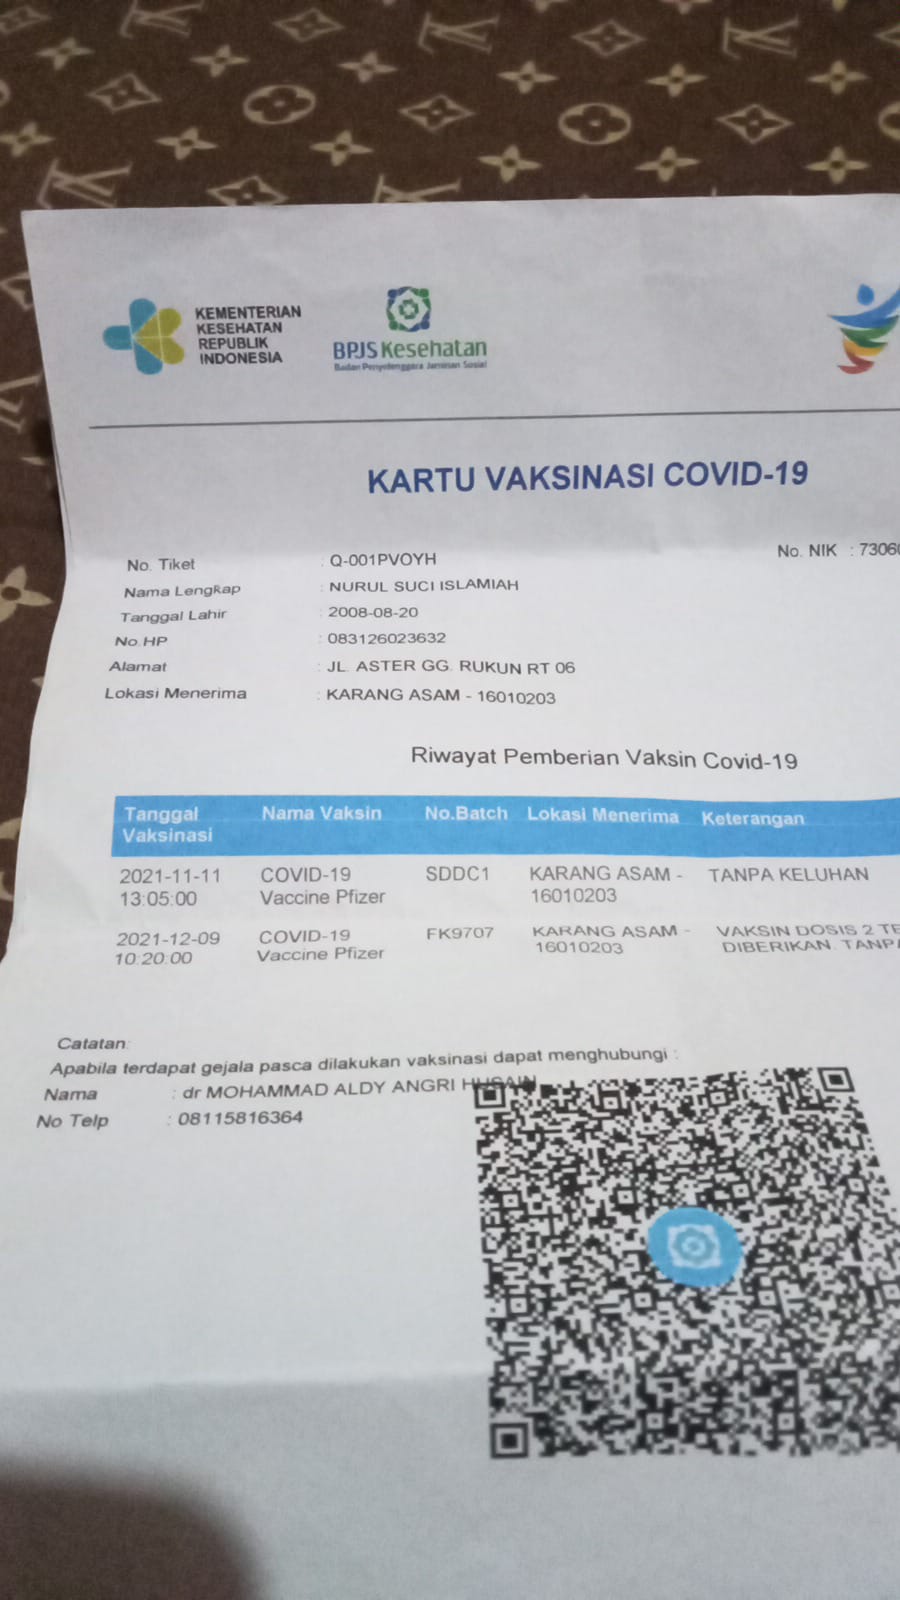 KEMENTERIAN
KESEHATAN
REPUBLIK
INDONESIA
BPJS Kesehatan
Badan Penyelenggara Jaminan Sosial
KARTU VAKSINASI COVID-19
No. Tiket : Q-001PVOYH No. NIK : 7306
Nama Lengkap : NURUL SUCI ISLAMIAH
Tanggal Lahir : 2008-08-20
No.HP : 083126023632
Alamat : JL. ASTER GG. RUKUN RT 06
Lokasi Menerima : KARANG ASAM - 16010203
Riwayat Pemberian Vaksin Covid-19
Tanggal Vaksinasi Nama Vaksin No.Batch Lokasi Menerima Keterangan
2021-11-11 COVID-19 SDDC1 KARANG ASAM - TANPA KELUHAN
13:05:00 Vaccine Pfizer 16010203
2021-12-09 COVID-19 FK9707 KARANG ASAM - VAKSIN DOSIS 2 TE
10:20:00 Vaccine Pfizer 16010203 DIBERIKAN. TANPA
Catatan:
Apabila terdapat gejala pasca dilakukan vaksinasi dapat menghubungi :
Nama : dr MOHAMMAD ALDY ANGRI HUSAIN
No Telp : 08115816364